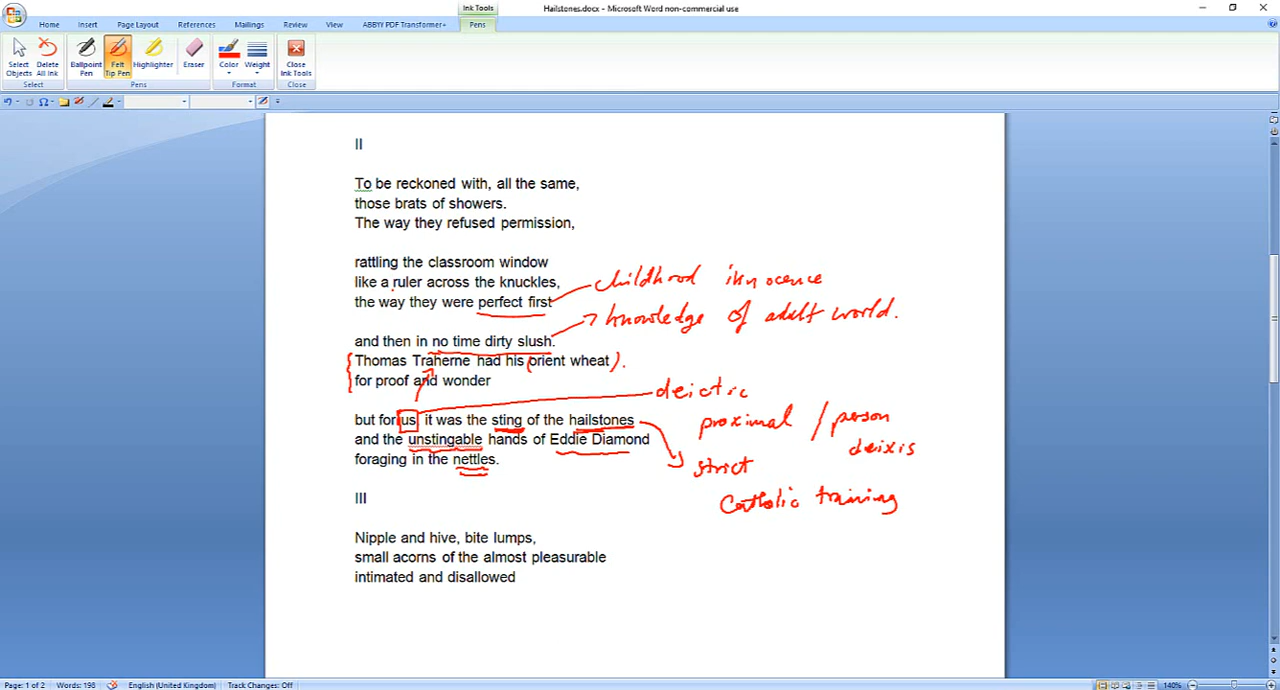 Ink Tools
Hailstones.docx – Microsoft Word non-commercial use
Home Insert Page Layout References Mailings Review View ABBYY PDF Transformer+ Pens
Select Objects
Delete All Ink
Ballpoint Pen
Felt Tip Pen
Highlighter
Eraser
Color
Weight
Close Ink Tools
Select Pens Format Close
II
To be reckoned with, all the same,
those brats of showers.
The way they refused permission,
rattling the classroom window
like a ruler across the knuckles,
childhood innocence
the way they were perfect first
knowledge of adult world.
and then in no time dirty slush.
Thomas Traherne had his (orient wheat).
for proof and wonder
deictic
but for us it was the sting of the hailstones
proximal / person deixis
and the unstingable hands of Eddie Diamond
foraging in the nettles.
strict
Catholic training
III
Nipple and hive, bite lumps,
small acorns of the almost pleasurable
intimated and disallowed
Page: 1 of 2 Words: 198 English (United Kingdom) Track Changes: Off 140%